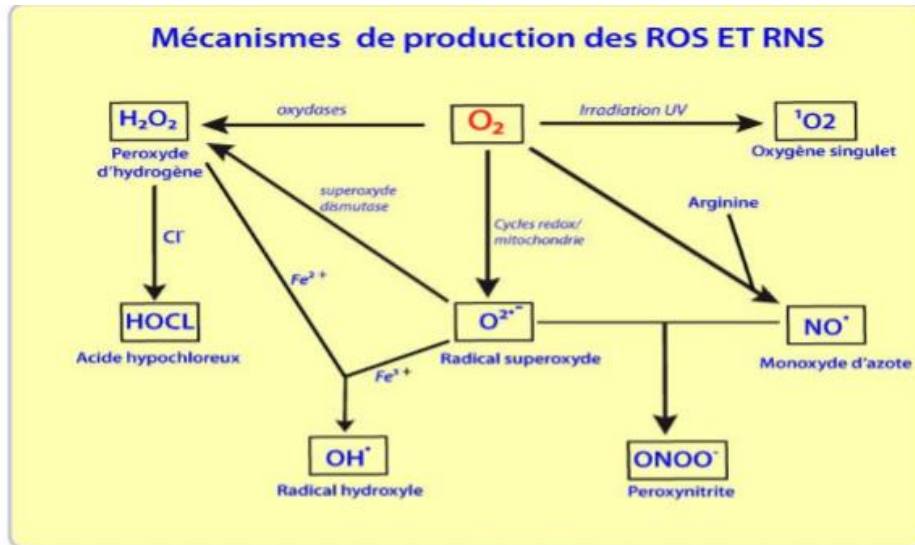 Mécanismes de production des ROS ET RNS
H₂O₂
oxydases
O₂
Irradiation UV
¹O2
Peroxyde
d'hydrogène
Oxygène singulet
superoxyde
dismutase
Cycles redox/
mitochondrie
Arginine
Cl⁻
Fe²⁺
HOCL
Acide hypochloreux
O²·⁻
Radical superoxyde
NO·
Monoxyde d'azote
Fe³⁺
OH·
Radical hydroxyle
ONOO⁻
Peroxynitrite